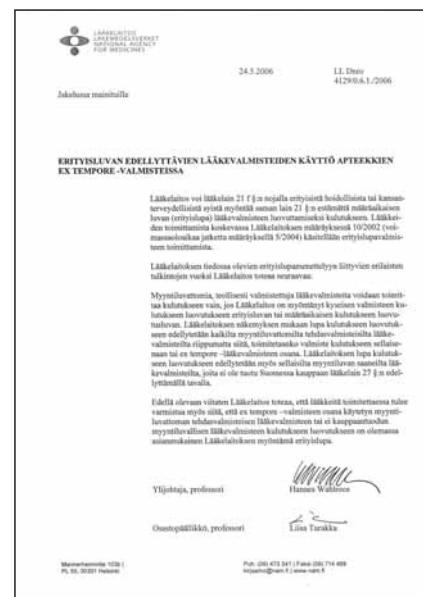 LÄÄKELAITOS
LÄKEMEDELSVERKET
NATIONAL AGENCY
FOR MEDICINES
24.5.2006
LL Dnro
4129/0.6.1./2006
Jakelussa mainituilla
ERITYISLUVAN EDELLYTTÄVIEN LÄÄKEVALMISTEIDEN KÄYTTÖ APTEEKKIEN
EX TEMPORE -VALMISTEISSA
Lääkelaitos voi lääkelain 21 f §:n nojalla erityisistä hoidollisista tai kansan-
terveydellisistä syistä myöntää saman lain 21 §:n estämättä määräaikaisen
luvan (erityislupa) lääkevalmisteen luovuttamiseksi kulutukseen. Lääkkei-
den toimittamista koskevassa Lääkelaitoksen määräyksessä 10/2002 (voi-
massaoloaikaa jatkettu määräyksellä 5/2004) käsitellään erityislupavalmis-
teen toimittamista.
Lääkelaitoksen tiedossa olevien erityislupamenettelyyn liittyvien erilaisten
tulkintojen vuoksi Lääkelaitos toteaa seuraavaa:
Myyntiluvattomia, teollisesti valmistettuja lääkevalmisteita voidaan toimit-
taa kulutukseen vain, jos Lääkelaitos on myöntänyt kyseisen valmisteen ku-
lutukseen luovutukseen erityisluvan tai määräaikaisen kulutukseen luovu-
tusluvan. Lääkelaitoksen näkemyksen mukaan lupa kulutukseen luovutuk-
seen edellytetään kaikilta myyntiluvattomilta tehdasvalmisteisilta lääke-
valmisteilta riippumatta siitä, toimitetaanko valmiste kulutukseen sellaise-
naan tai ex tempore –lääkevalmisteen osana. Lääkelaitoksen lupa kulutuk-
seen luovutukseen edellytetään myös sellaisilta myyntiluvan saaneilta lää-
kevalmisteilta, joita ei ole tuotu Suomessa kauppaan lääkelain 27 §:n edel-
lyttämällä tavalla.
Edellä olevaan viitaten Lääkelaitos toteaa, että lääkkeitä toimitettaessa tulee
varmistua myös siitä, että ex tempore –valmisteen osana käytetyn myynti-
luvattoman tehdasvalmisteisen lääkevalmisteen tai ei kauppaantuodun
myyntiluvallisen lääkevalmisteen kulutukseen luovutukseen on olemassa
asianmukainen Lääkelaitoksen myöntämä erityislupa.
Ylijohtaja, professori
Hannes Wahlroos
Osastopäällikkö, professori
Liisa Turakka
Mannerheimintie 103b |
PL 55, 00301 Helsinki
Puh. (09) 473 341 | Faksi (09) 714 469
kirjaamo@nam.fi | www.nam.fi